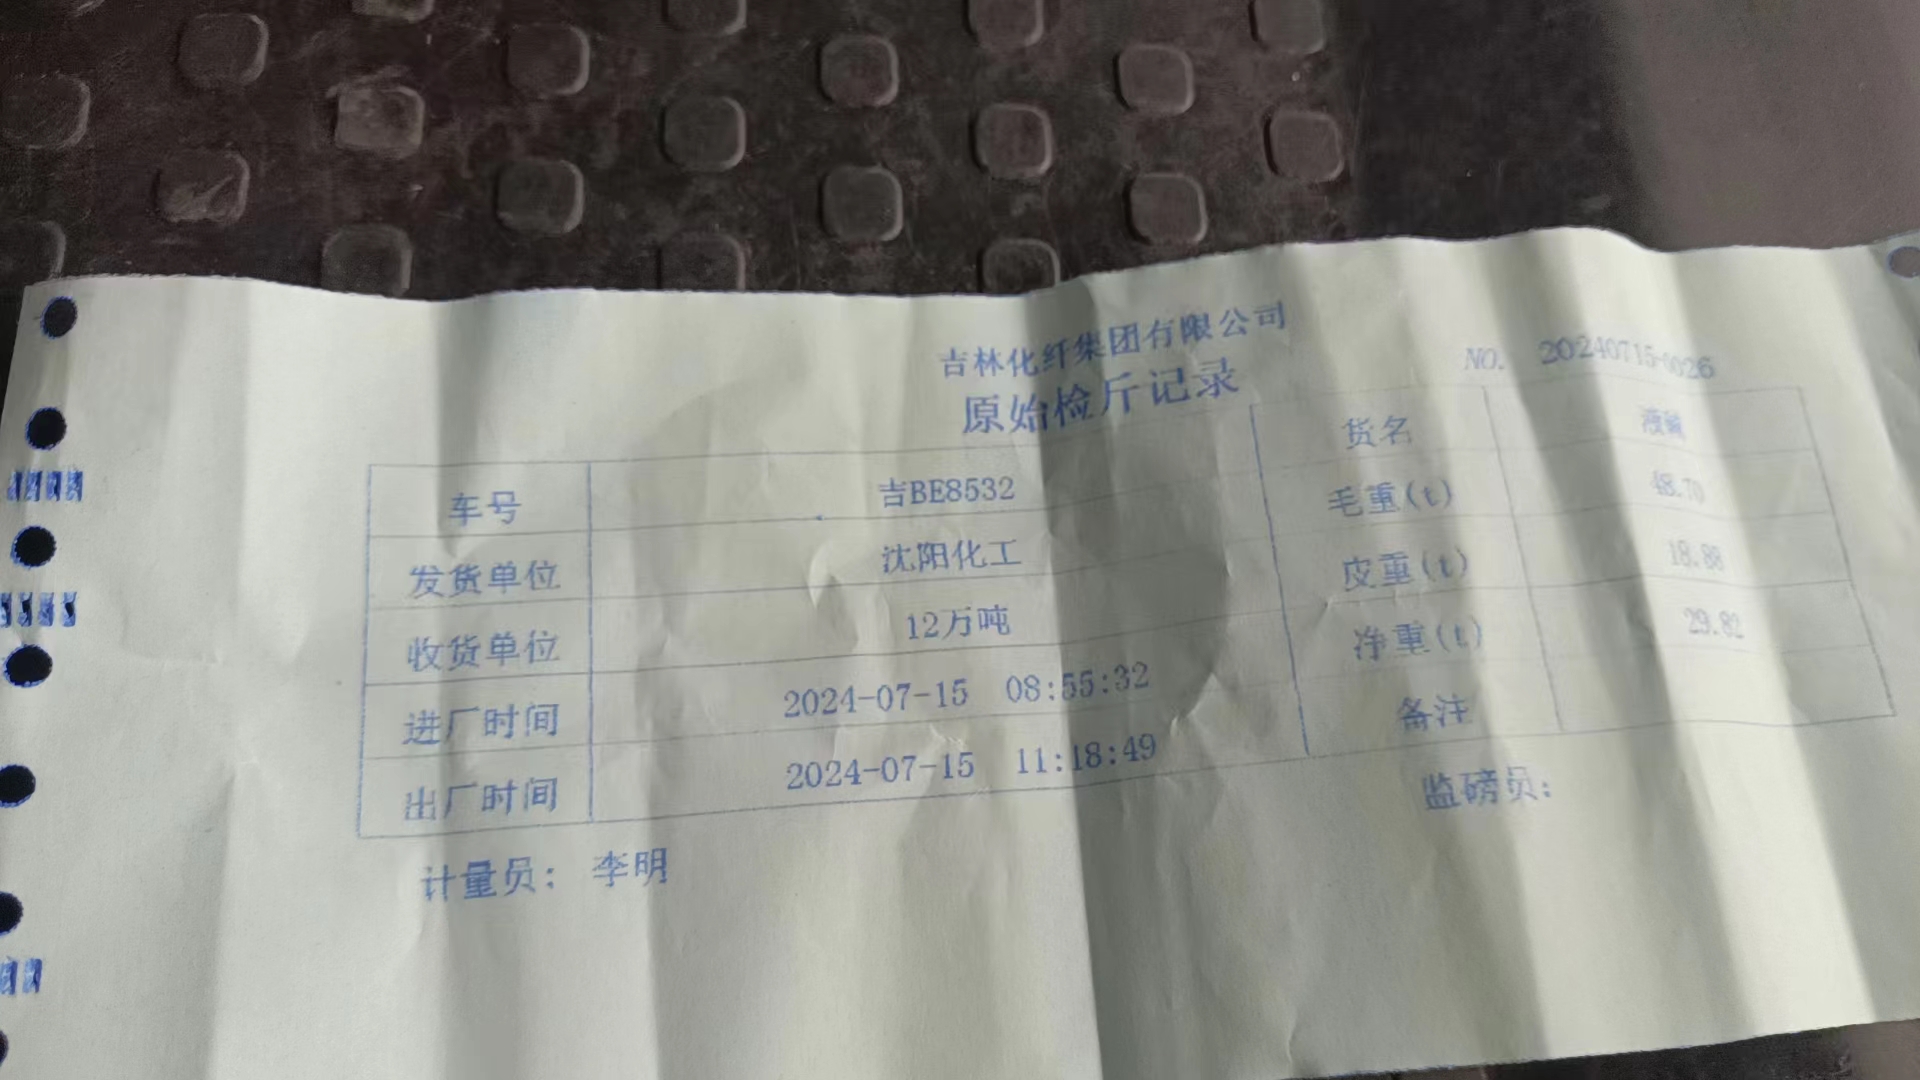 吉林化纤集团有限公司
原始检斤记录
NO. 20240715-0026
车号 吉BE8532 货名 液碱
发货单位 沈阳化工 毛重(t) 48.70
收货单位 12万吨 皮重(t) 18.88
进厂时间 2024-07-15 08:55:32 净重(t) 29.82
出厂时间 2024-07-15 11:18:49 备注
计量员: 李明 监磅员: